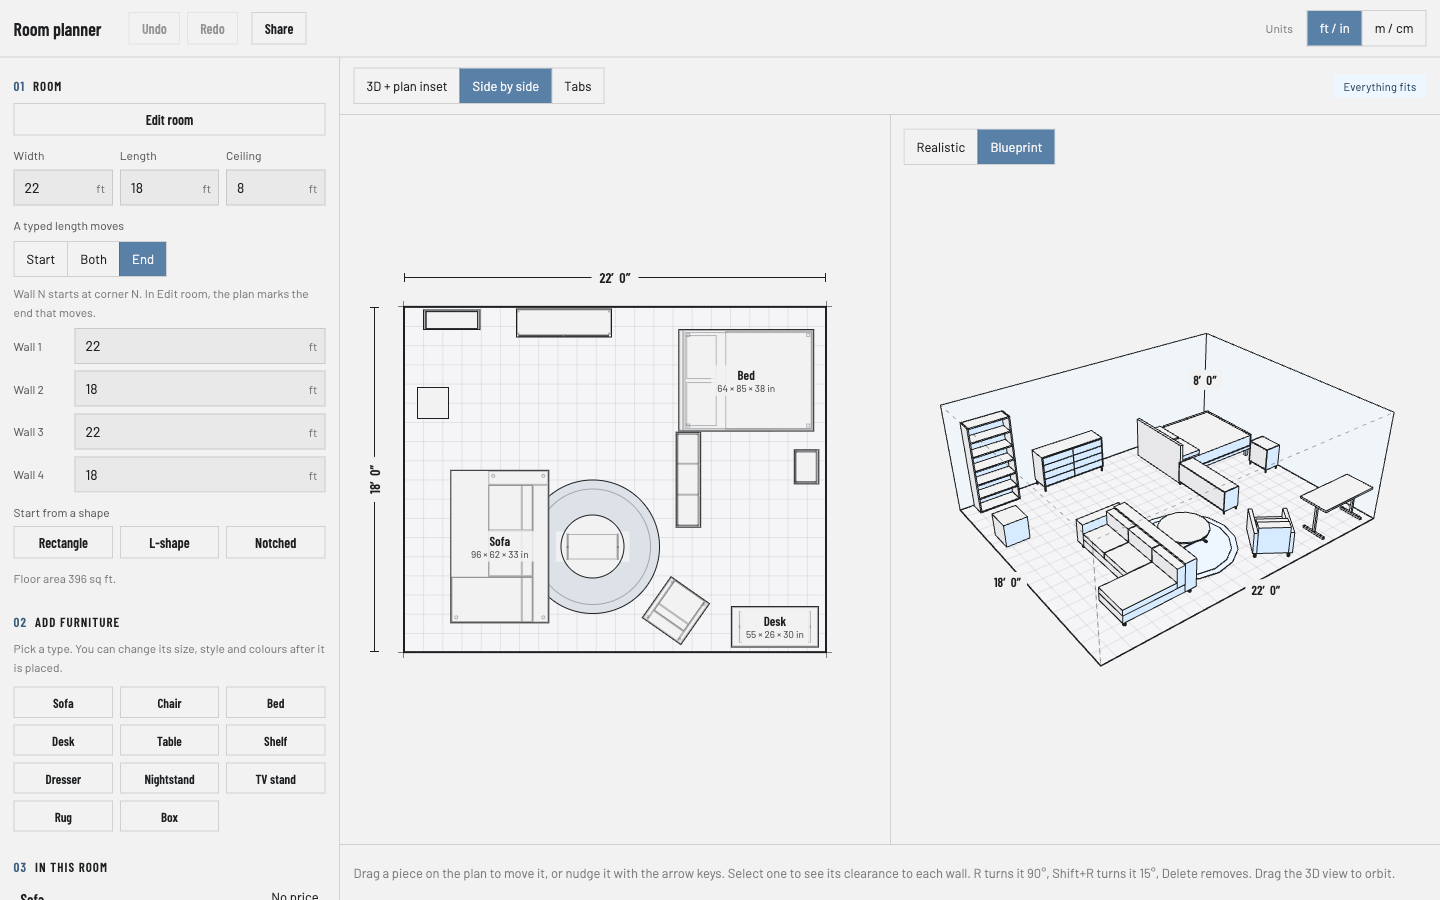 Room planner
Undo
Redo
Share
Units
ft / in
m / cm
01 ROOM
Edit room
Width
Length
Ceiling
22 ft
18 ft
8 ft
A typed length moves
Start
Both
End
Wall N starts at corner N. In Edit room, the plan marks the
end that moves.
Wall 1
22 ft
Wall 2
18 ft
Wall 3
22 ft
Wall 4
18 ft
Start from a shape
Rectangle
L-shape
Notched
Floor area 396 sq ft.
02 ADD FURNITURE
Pick a type. You can change its size, style and colours after it
is placed.
Sofa
Chair
Bed
Desk
Table
Shelf
Dresser
Nightstand
TV stand
Rug
Box
03 IN THIS ROOM
Sofa
No price
3D + plan inset
Side by side
Tabs
Everything fits
22′ 0″
18′ 0″
Bed
64 × 85 × 38 in
Sofa
96 × 62 × 33 in
Desk
55 × 26 × 30 in
Realistic
Blueprint
8′ 0″
18′ 0″
22′ 0″
Drag a piece on the plan to move it, or nudge it with the arrow keys. Select one to see its clearance to each wall. R turns it 90°, Shift+R turns it 15°, Delete removes. Drag the 3D view to orbit.